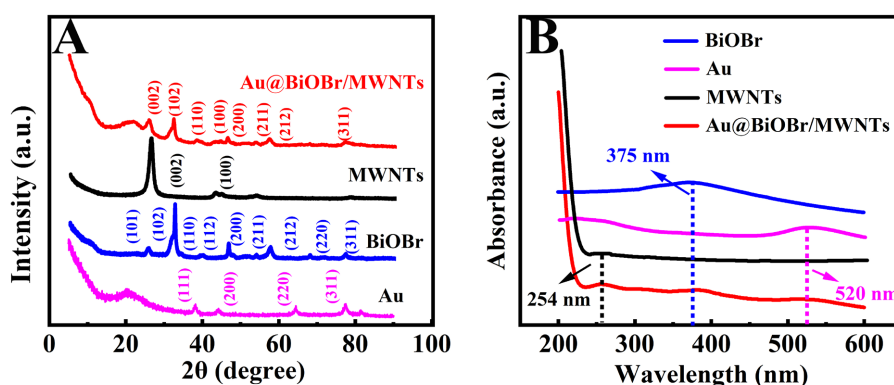 A
Intensity (a.u.)
Au@BiOBr/MWNTs
(002)
(102)
(110)
(100)
(200)
(211)
(212)
(311)
MWNTs
(002)
(100)
BiOBr
(101)
(102)
(110)
(112)
(200)
(211)
(212)
(220)
(311)
Au
(111)
(200)
(220)
(311)
0
20
40
60
80
100
2θ (degree)
B
Absorbance (a.u.)
BiOBr
Au
MWNTs
Au@BiOBr/MWNTs
375 nm
254 nm
520 nm
200
300
400
500
600
Wavelength (nm)